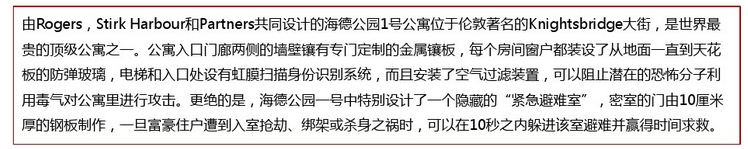 由Rogers，Stirk Harbour和Partners共同设计的海德公园1号公寓位于伦敦著名的Knightsbridge大街，是世界最
贵的顶级公寓之一。公寓入口门廊两侧的墙壁镶有专门定制的金属镶板，每个房间窗户都装设了从地面一直到天花
板的防弹玻璃，电梯和入口处设有虹膜扫描身份识别系统，而且安装了空气过滤装置，可以阻止潜在的恐怖分子利
用毒气对公寓里进行攻击。更绝的是，海德公园一号中特别设计了一个隐藏的“紧急避难室”，密室的门由10厘米
厚的钢板制作，一旦富豪住户遭到入室抢劫、绑架或杀身之祸时，可以在10秒之内躲进该室避难并赢得时间求救。